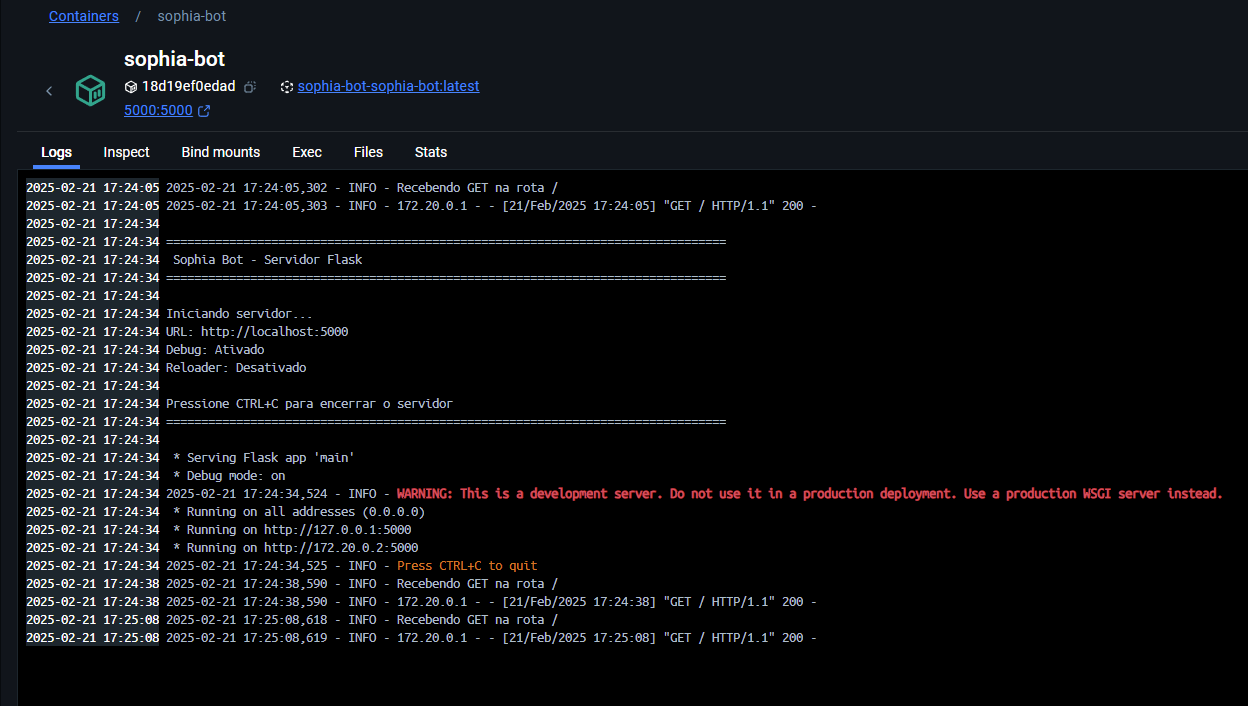 Containers / sophia-bot
sophia-bot
18d19ef0edad sophia-bot-sophia-bot:latest
5000:5000
Logs Inspect Bind mounts Exec Files Stats
2025-02-21 17:24:05 2025-02-21 17:24:05,302 - INFO - Recebendo GET na rota /
2025-02-21 17:24:05 2025-02-21 17:24:05,303 - INFO - 172.20.0.1 - - [21/Feb/2025 17:24:05] "GET / HTTP/1.1" 200 -
2025-02-21 17:24:34
2025-02-21 17:24:34 ================================================================================
2025-02-21 17:24:34  Sophia Bot - Servidor Flask
2025-02-21 17:24:34 ================================================================================
2025-02-21 17:24:34
2025-02-21 17:24:34 Iniciando servidor...
2025-02-21 17:24:34 URL: http://localhost:5000
2025-02-21 17:24:34 Debug: Ativado
2025-02-21 17:24:34 Reloader: Desativado
2025-02-21 17:24:34
2025-02-21 17:24:34 Pressione CTRL+C para encerrar o servidor
2025-02-21 17:24:34 ================================================================================
2025-02-21 17:24:34
2025-02-21 17:24:34  * Serving Flask app 'main'
2025-02-21 17:24:34  * Debug mode: on
2025-02-21 17:24:34 2025-02-21 17:24:34,524 - INFO - WARNING: This is a development server. Do not use it in a production deployment. Use a production WSGI server instead.
2025-02-21 17:24:34  * Running on all addresses (0.0.0.0)
2025-02-21 17:24:34  * Running on http://127.0.0.1:5000
2025-02-21 17:24:34  * Running on http://172.20.0.2:5000
2025-02-21 17:24:34 2025-02-21 17:24:34,525 - INFO - Press CTRL+C to quit
2025-02-21 17:24:38 2025-02-21 17:24:38,590 - INFO - Recebendo GET na rota /
2025-02-21 17:24:38 2025-02-21 17:24:38,590 - INFO - 172.20.0.1 - - [21/Feb/2025 17:24:38] "GET / HTTP/1.1" 200 -
2025-02-21 17:25:08 2025-02-21 17:25:08,618 - INFO - Recebendo GET na rota /
2025-02-21 17:25:08 2025-02-21 17:25:08,619 - INFO - 172.20.0.1 - - [21/Feb/2025 17:25:08] "GET / HTTP/1.1" 200 -